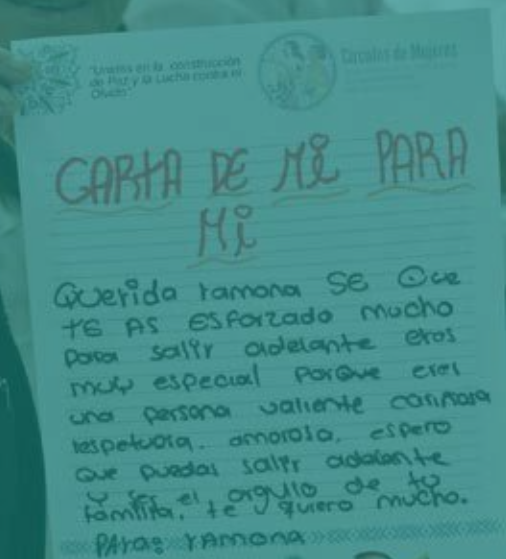 "Unidas en la construcción
de Paz y la Lucha contra el
Olvido"
Círculos de Mujeres
CARTA DE Mi PARA
Mi
Querida ramona SE Que
TE AS ESFORZADO mucho
para salir adelante eros
muy especial PorQue eres
una persona valiente cariñosa
respetuosa. amorosa. espero
que puedas salir adelante
y ser el orgullo de tu
familia. te quiero mucho.
PARA: RAMONA